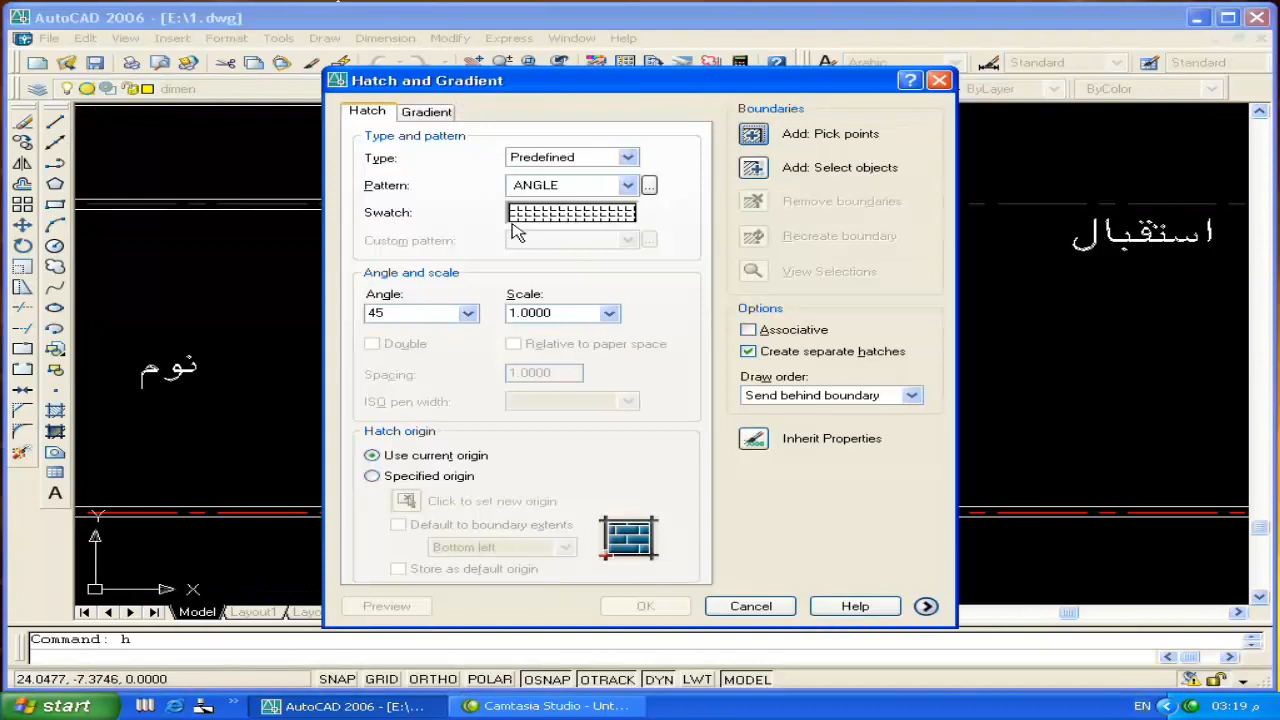 AutoCAD 2006 - [E:\1.dwg]
File Edit View Insert Format Tools Draw Dimension Modify Express Window Help
Arabic Standard Standard
dimen ByLayer ByColor
Hatch and Gradient
Hatch Gradient
Type and pattern
Type: Predefined
Pattern: ANGLE ...
Swatch:
Custom pattern: ...
Angle and scale
Angle: Scale:
45 1.0000
Double Relative to paper space
Spacing: 1.0000
ISO pen width:
Hatch origin
Use current origin
Specified origin
Click to set new origin
Default to boundary extents
Bottom left
Store as default origin
Boundaries
Add: Pick points
Add: Select objects
Remove boundaries
Recreate boundary
View Selections
Options
Associative
Create separate hatches
Draw order:
Send behind boundary
Inherit Properties
Preview OK Cancel Help
استقبال
نوم
Y
X
A
Model Layout1
Command: h
24.0477, -7.3746, 0.0000 SNAP GRID ORTHO POLAR OSNAP OTRACK DYN LWT MODEL
start AutoCAD 2006 - [E:\... Camtasia Studio - Unt... EN 03:19 م